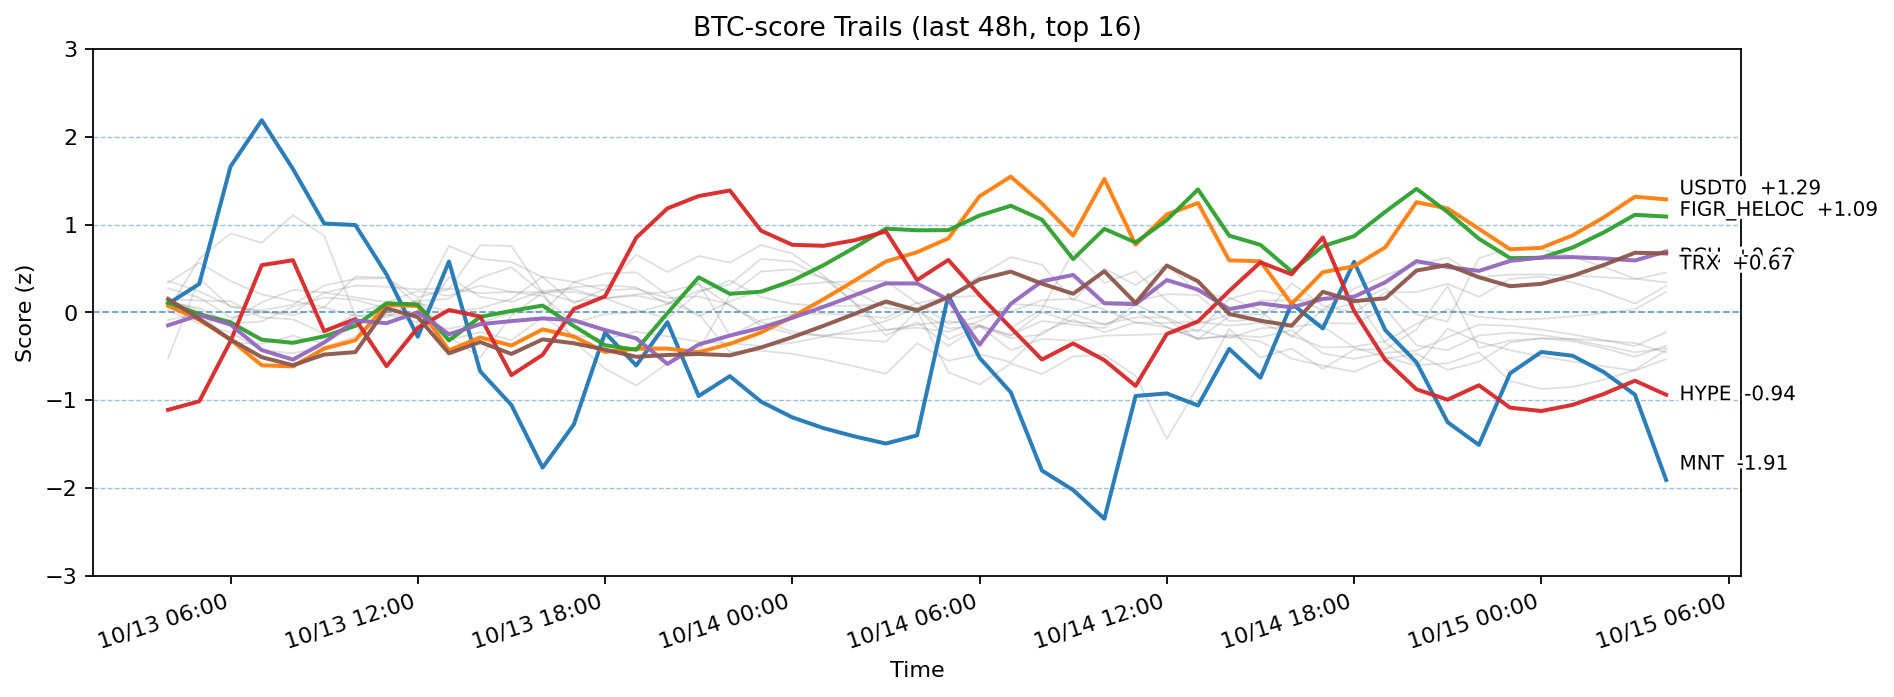 BTC-score Trails (last 48h, top 16)
Score (z)
3
2
1
0
−1
−2
−3
USDT0 +1.29
FIGR_HELOC +1.09
TRX +0.67
HYPE -0.94
MNT -1.91
10/13 06:00
10/13 12:00
10/13 18:00
10/14 00:00
10/14 06:00
10/14 12:00
10/14 18:00
10/15 00:00
10/15 06:00
Time